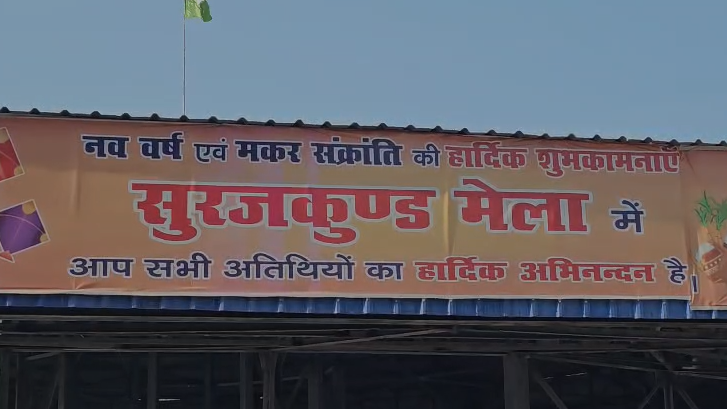 नव वर्ष एवं मकर संक्रांति की हार्दिक शुभकामनाएँ
सुरजकुण्ड मेला में
आप सभी अतिथियों का हार्दिक अभिनन्दन है।